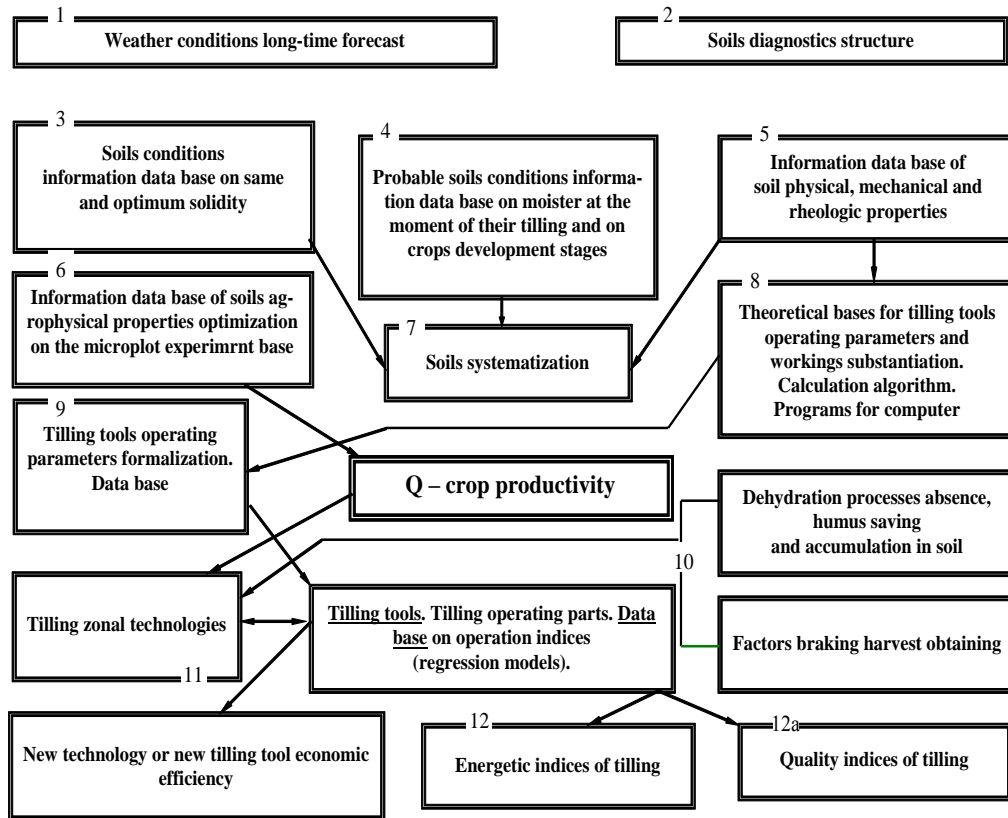 1
Weather conditions long-time forecast
2
Soils diagnostics structure
3
Soils conditions
information data base on same
and optimum solidity
4
Probable soils conditions informa-
tion data base on moister at the
moment of their tilling and on
crops development stages
5
Information data base of
soil physical, mechanical and
rheologic properties
6
Information data base of soils ag-
rophysical properties optimization
on the microplot experimrnt base
7
Soils systematization
8
Theoretical bases for tilling tools
operating parameters and
workings substantiation.
Calculation algorithm.
Programs for computer
9
Tilling tools operating
parameters formalization.
Data base
Q – crop productivity
Dehydration processes absence,
humus saving
and accumulation in soil
10
Tilling zonal technologies
11
Tilling tools. Tilling operating parts. Data
base on operation indices
(regression models).
Factors braking harvest obtaining
New technology or new tilling tool economic
efficiency
12
Energetic indices of tilling
12a
Quality indices of tilling